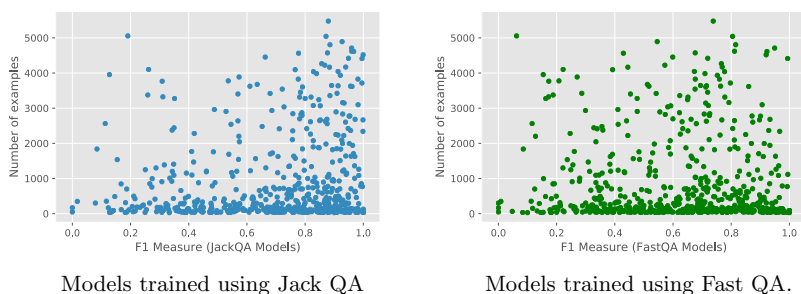 Number of examples
5000
4000
3000
2000
1000
0
0.0 0.2 0.4 0.6 0.8 1.0
F1 Measure (JackQA Models)
Models trained using Jack QA
Number of examples
5000
4000
3000
2000
1000
0
0.0 0.2 0.4 0.6 0.8 1.0
F1 Measure (FastQA Models)
Models trained using Fast QA.